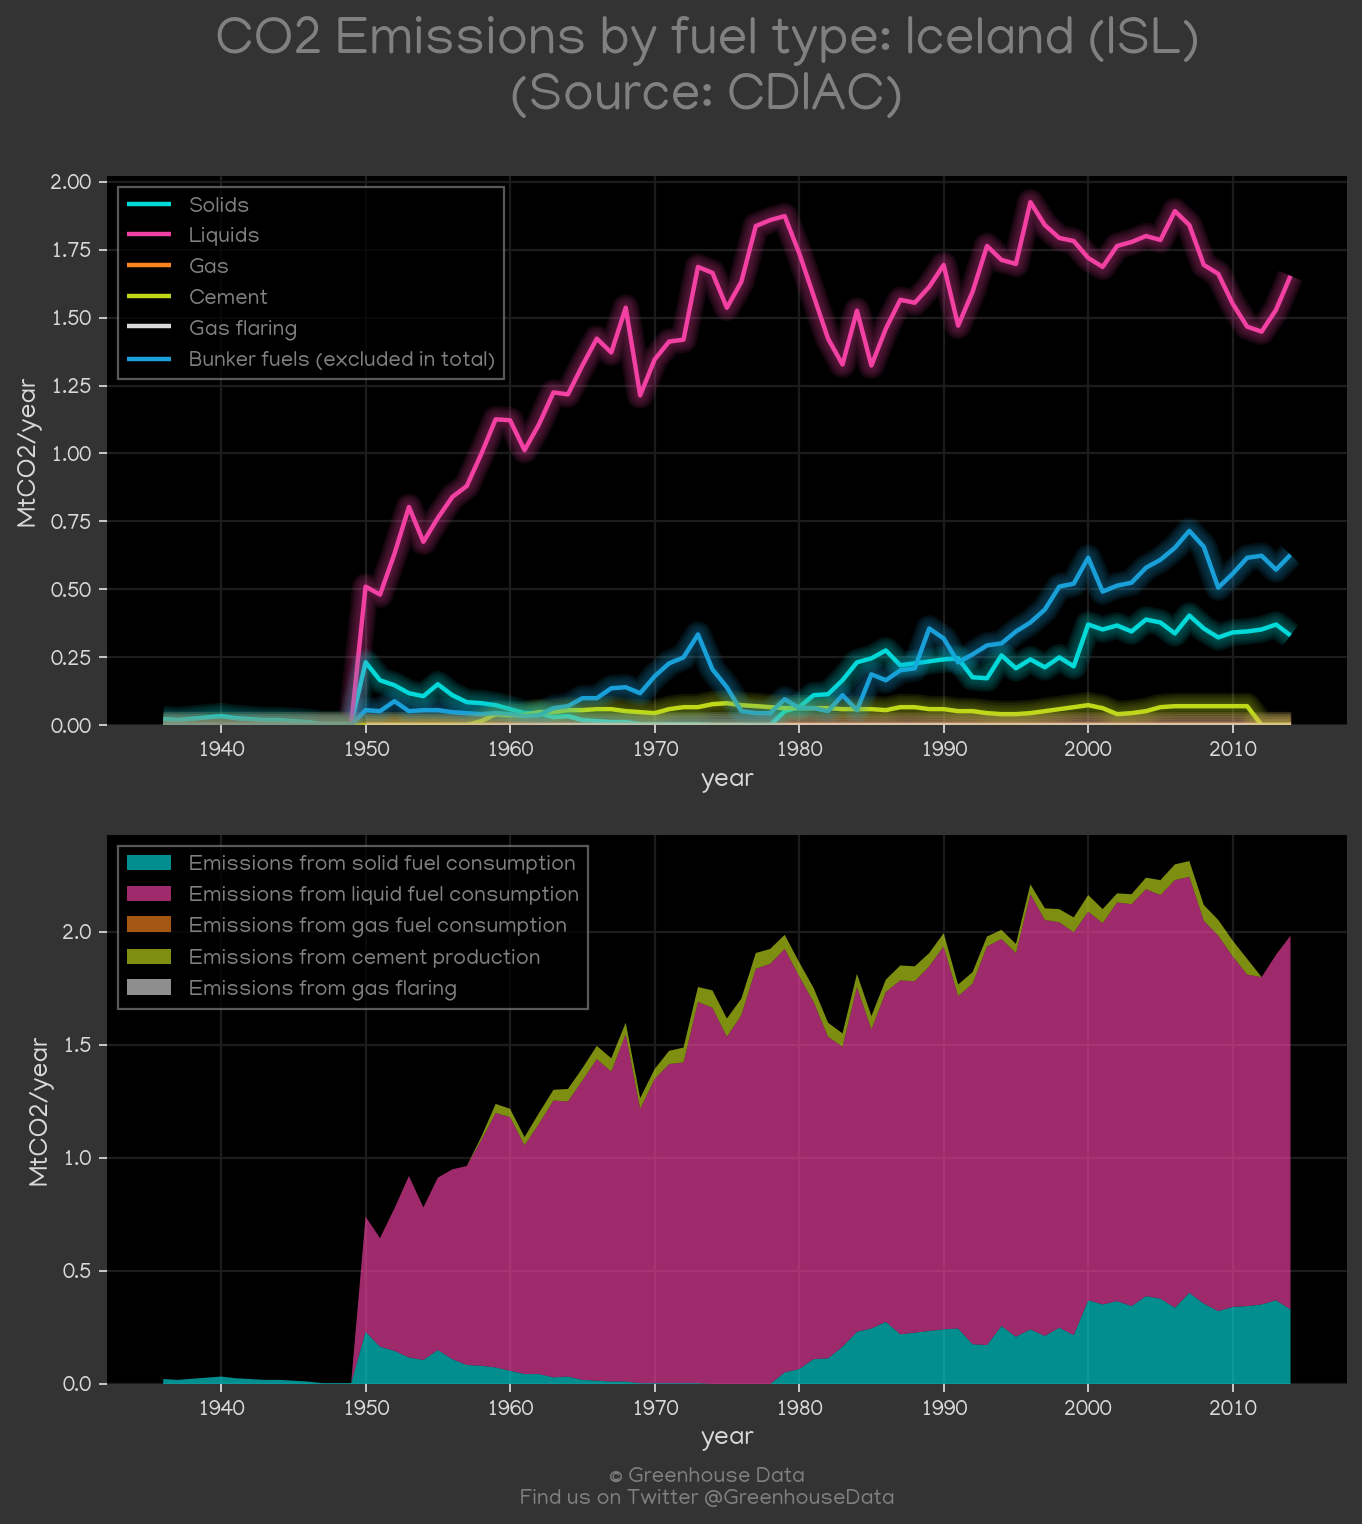 CO2 Emissions by fuel type: Iceland (ISL)
(Source: CDIAC)
2.00
1.75
1.50
1.25
1.00
0.75
0.50
0.25
0.00
MtCO2/year
Solids
Liquids
Gas
Cement
Gas flaring
Bunker fuels (excluded in total)
1940 1950 1960 1970 1980 1990 2000 2010
year
2.0
1.5
1.0
0.5
0.0
MtCO2/year
Emissions from solid fuel consumption
Emissions from liquid fuel consumption
Emissions from gas fuel consumption
Emissions from cement production
Emissions from gas flaring
1940 1950 1960 1970 1980 1990 2000 2010
year
© Greenhouse Data
Find us on Twitter @GreenhouseData